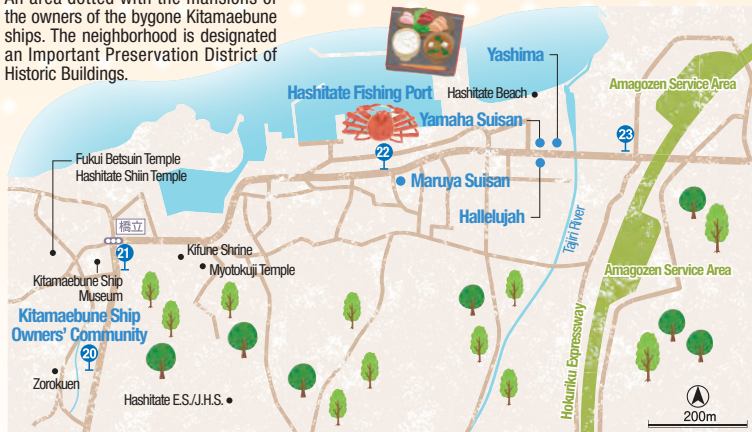 An area dotted with the mansions of
the owners of the bygone Kitamaebune
ships. The neighborhood is designated
an Important Preservation District of
Historic Buildings.
Yashima
Hashitate Fishing Port
Hashitate Beach
Amagozen Service Area
Yamaha Suisan
23
22
Fukui Betsuin Temple
Hashitate Shiin Temple
Maruya Suisan
Hallelujah
Tajiri River
橋立
21
Kifune Shrine
Myotokuji Temple
Kitamaebune Ship
Museum
Amagozen Service Area
Kitamaebune Ship
Owners' Community
20
Zorokuen
Hashitate E.S./J.H.S.
Hokuriku Expressway
200m